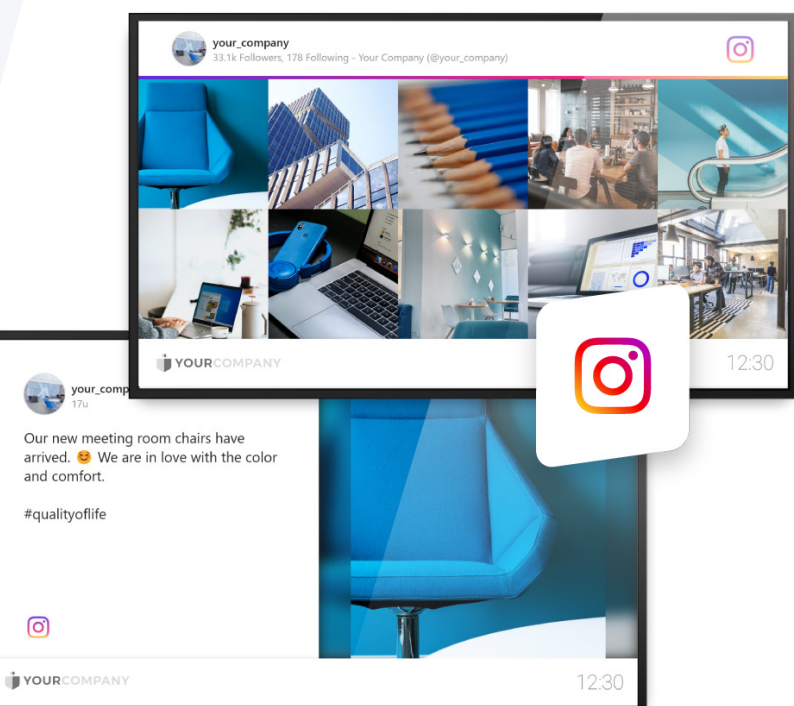 your_company
33.1k Followers, 178 Following - Your Company (@your_company)
YOURCOMPANY
12:30
your_comp
17u
Our new meeting room chairs have
arrived. 😊 We are in love with the color
and comfort.
#qualityoflife
YOURCOMPANY
12:30